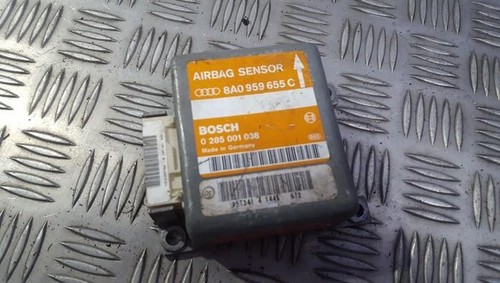 AIRBAG SENSOR
8A0 959 655 C
BOSCH
0 285 001 038
Made in Germany